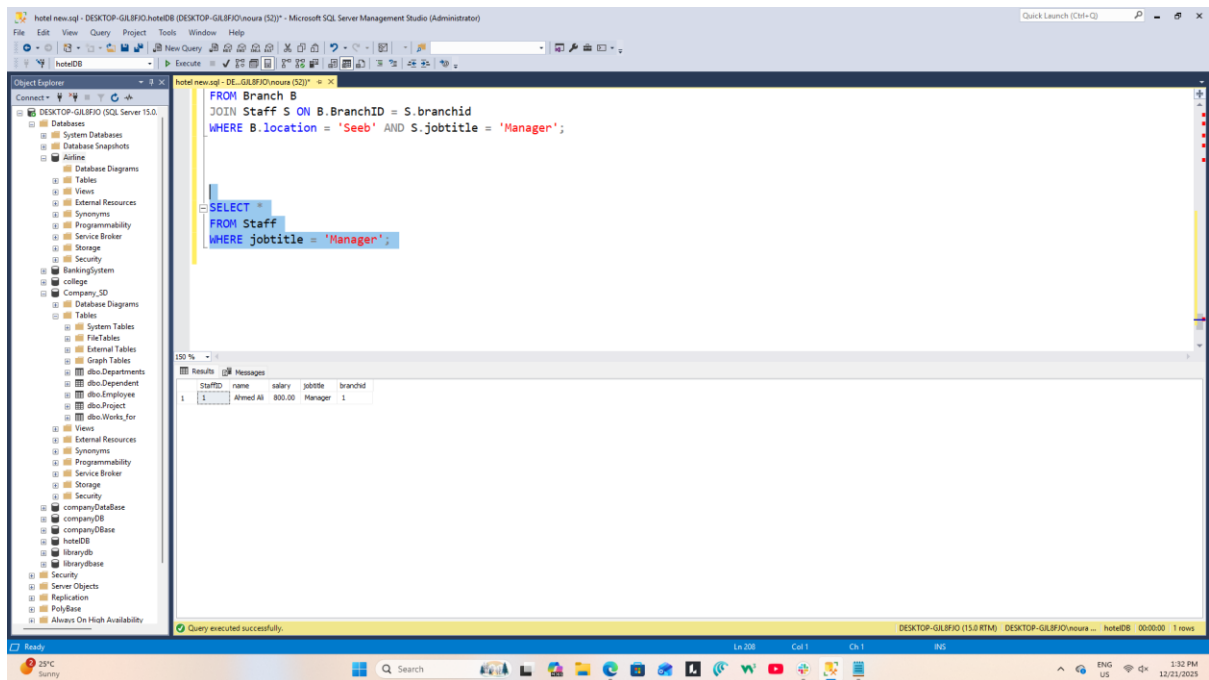 hotel new.sql - DESKTOP-GJL8FJO.hotelDB (DESKTOP-GJL8FJO\noura (52))* - Microsoft SQL Server Management Studio (Administrator)
Quick Launch (Ctrl+Q)
File Edit View Query Project Tools Window Help
New Query
hotelDB
Execute
Object Explorer
hotel new.sql - DE...GJL8FJO\noura (52))*
Connect
DESKTOP-GJL8FJO (SQL Server 15.0.
Databases
System Databases
Database Snapshots
Airline
Database Diagrams
Tables
Views
External Resources
Synonyms
Programmability
Service Broker
Storage
Security
BankingSystem
college
Company_SD
Database Diagrams
Tables
System Tables
FileTables
External Tables
Graph Tables
dbo.Departments
dbo.Dependent
dbo.Employee
dbo.Project
dbo.Works_for
Views
External Resources
Synonyms
Programmability
Service Broker
Storage
Security
companyDataBase
companyDB
companyDBase
hotelDB
librarydb
librarydbase
Security
Server Objects
Replication
PolyBase
Always On High Availability
FROM Branch B
JOIN Staff S ON B.BranchID = S.branchid
WHERE B.location = 'Seeb' AND S.jobtitle = 'Manager';
SELECT *
FROM Staff
WHERE jobtitle = 'Manager';
150 %
Results Messages
StaffID name salary jobtitle branchid
1 1 Ahmed Ali 800.00 Manager 1
Query executed successfully.
DESKTOP-GJL8FJO (15.0 RTM) DESKTOP-GJL8FJO\noura ... hotelDB 00:00:00 1 rows
Ready
Ln 208 Col 1 Ch 1 INS
2
25°C
Sunny
Search
ENG
US
1:32 PM
12/21/2025